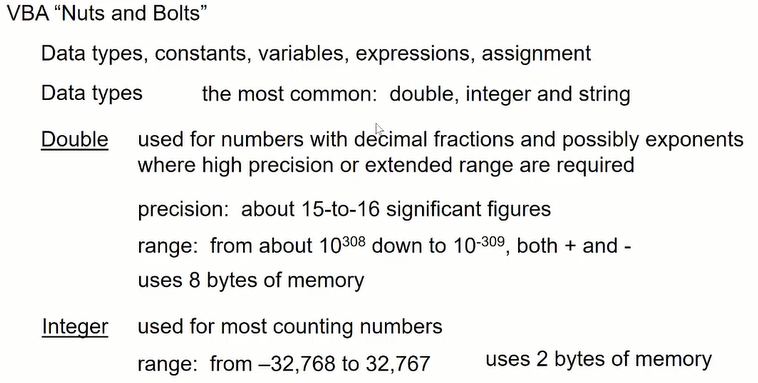 VBA “Nuts and Bolts”
Data types, constants, variables, expressions, assignment
Data types the most common: double, integer and string
Double used for numbers with decimal fractions and possibly exponents
where high precision or extended range are required
precision: about 15-to-16 significant figures
range: from about 10³⁰⁸ down to 10⁻³⁰⁹, both + and -
uses 8 bytes of memory
Integer used for most counting numbers
range: from –32,768 to 32,767 uses 2 bytes of memory